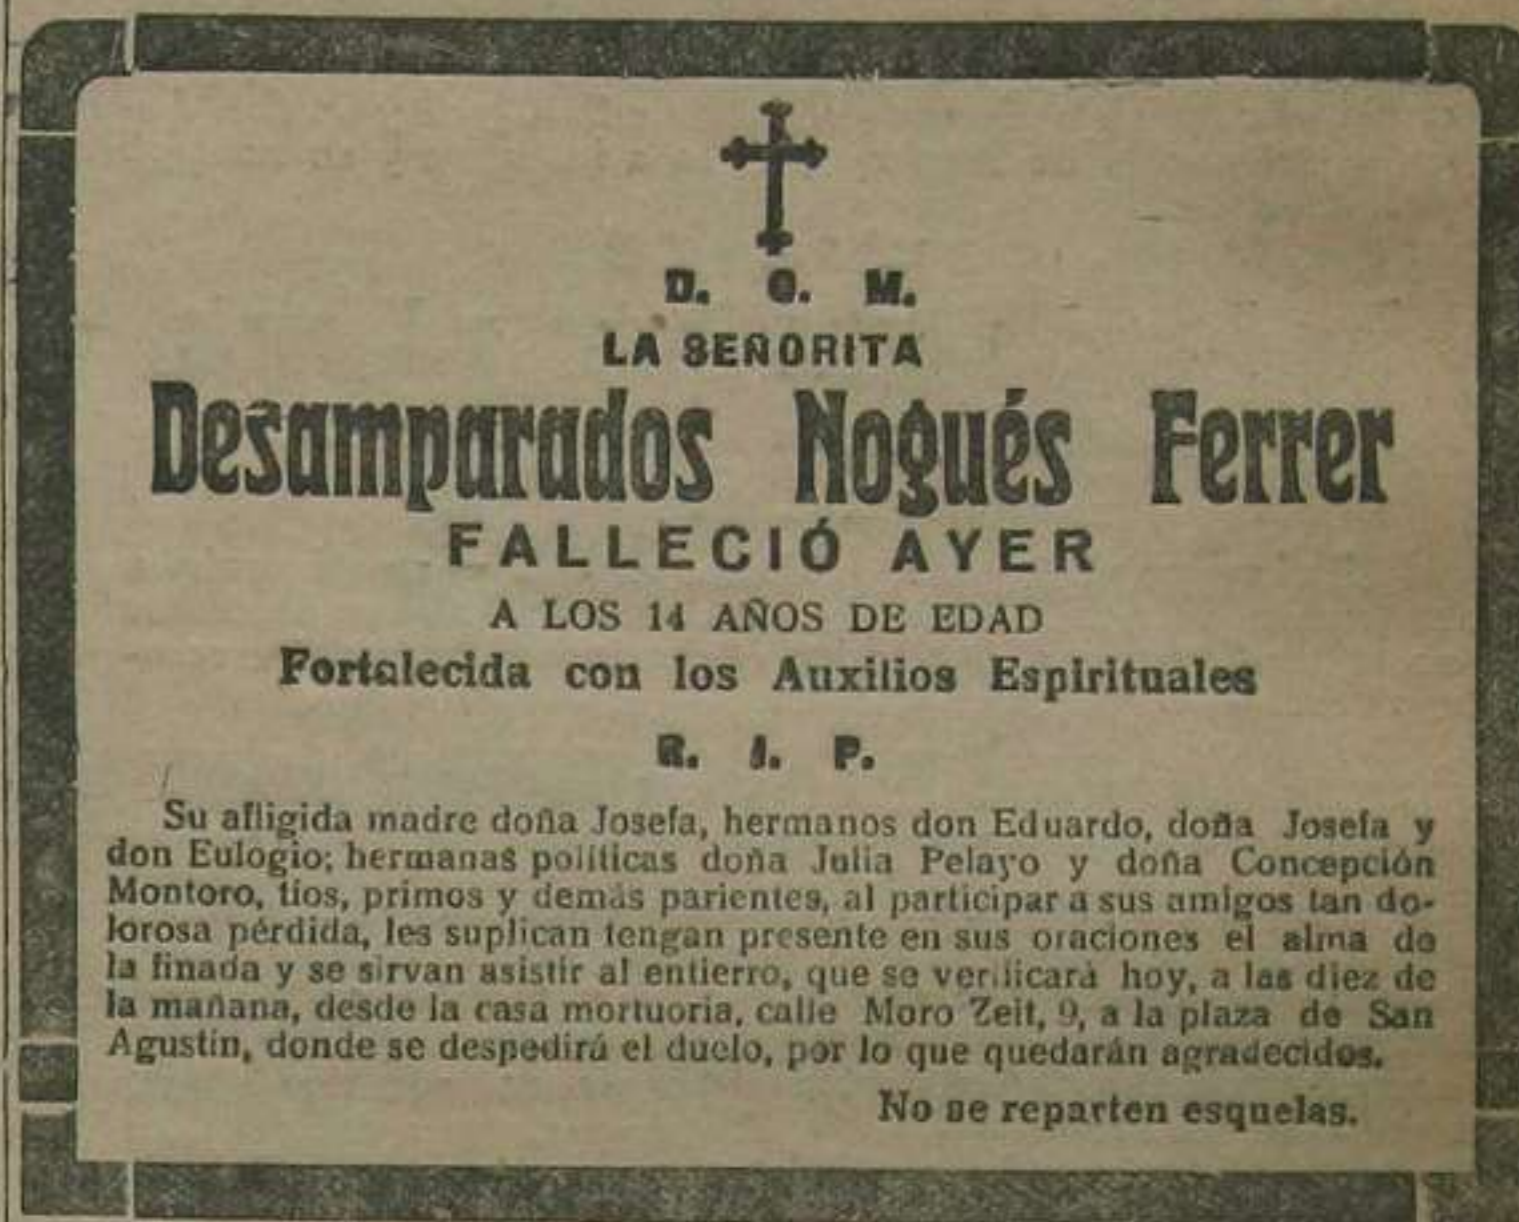 D. G. M.
LA SEÑORITA
Desamparados Nogués Ferrer
FALLECIÓ AYER
A LOS 14 AÑOS DE EDAD
Fortalecida con los Auxilios Espirituales
R. I. P.
Su afligida madre doña Josefa, hermanos don Eduardo, doña Josefa y
don Eulogio; hermanas políticas doña Julia Pelayo y doña Concepción
Montoro, tíos, primos y demás parientes, al participar a sus amigos tan do-
lorosa pérdida, les suplican tengan presente en sus oraciones el alma de
la finada y se sirvan asistir al entierro, que se verificará hoy, a las diez de
la mañana, desde la casa mortuoria, calle Moro Zeit, 9, a la plaza de San
Agustín, donde se despedirá el duelo, por lo que quedarán agradecidos.
No se reparten esquelas.